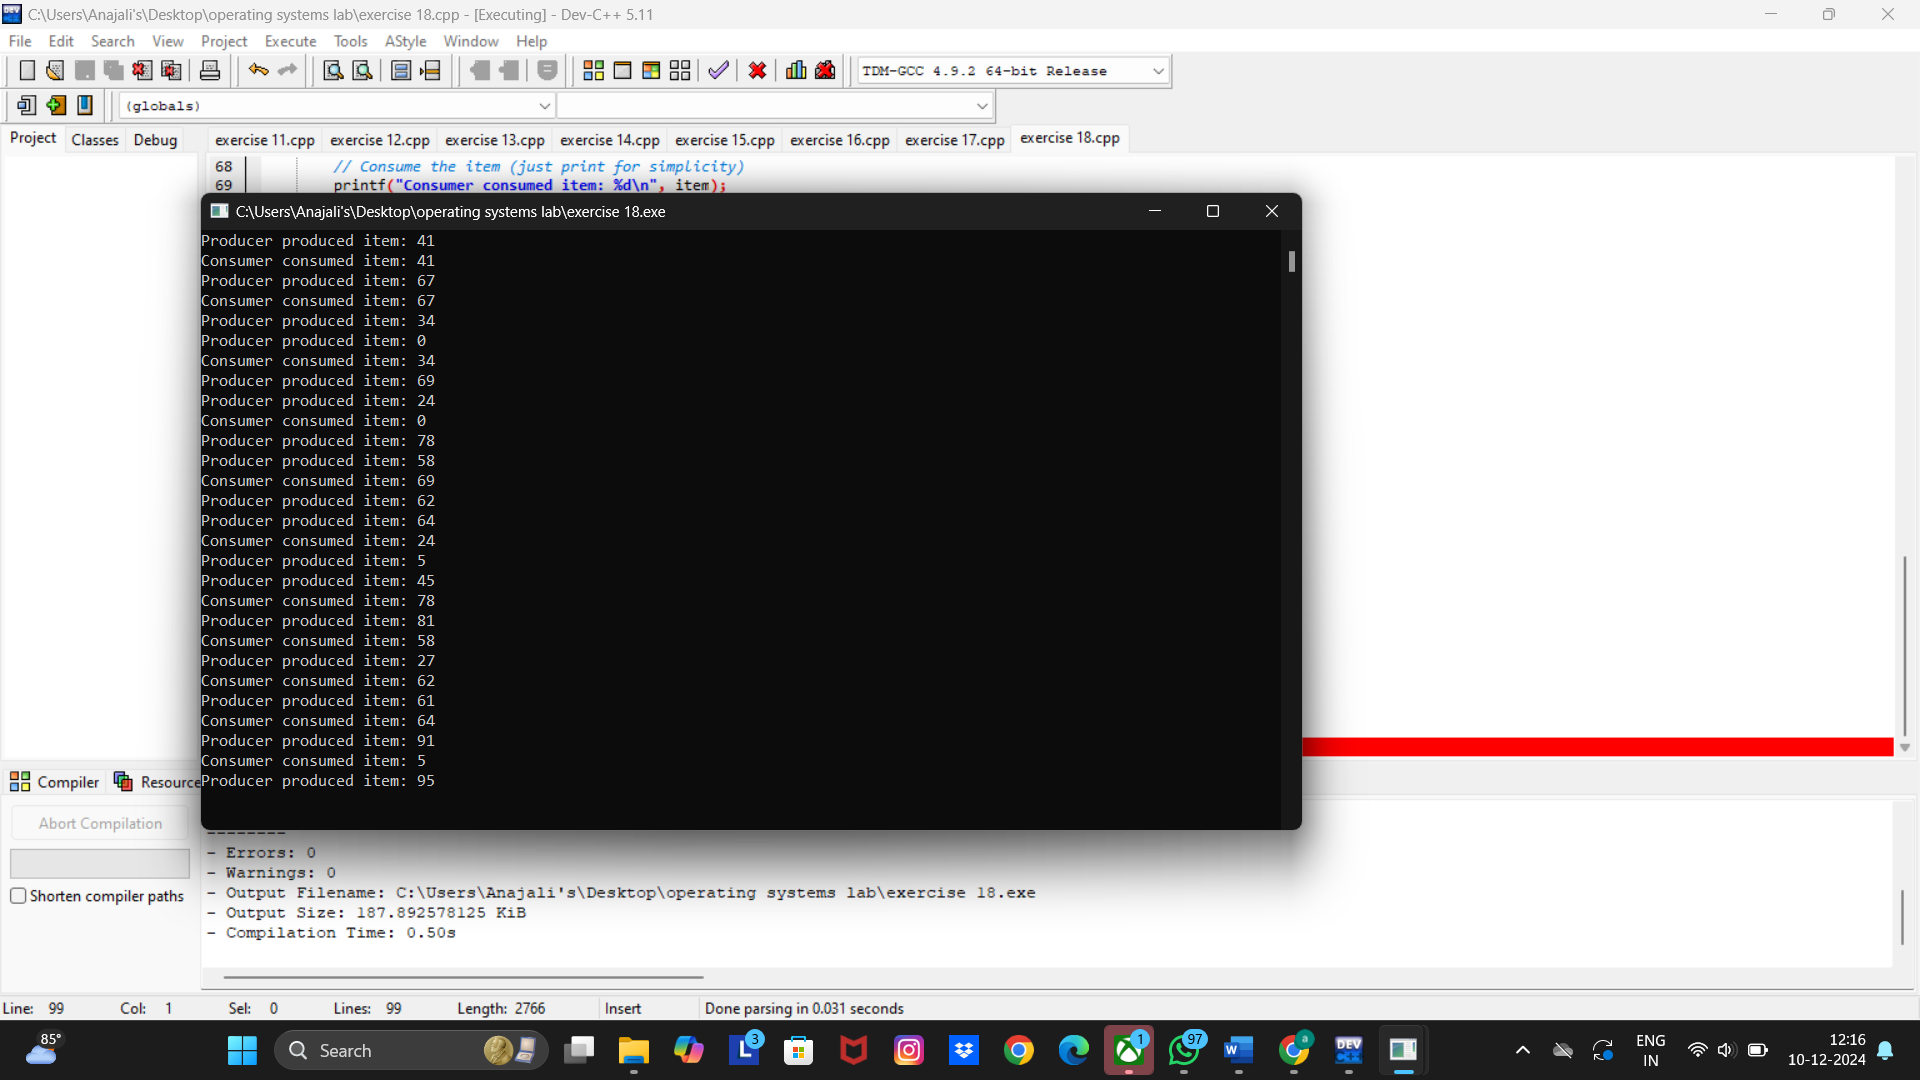 C:\Users\Anajali's\Desktop\operating systems lab\exercise 18.cpp - [Executing] - Dev-C++ 5.11
File Edit Search View Project Execute Tools AStyle Window Help
TDM-GCC 4.9.2 64-bit Release
(globals)
Project Classes Debug exercise 11.cpp exercise 12.cpp exercise 13.cpp exercise 14.cpp exercise 15.cpp exercise 16.cpp exercise 17.cpp exercise 18.cpp
68 // Consume the item (just print for simplicity)
69 printf("Consumer consumed item: %d\n", item);
C:\Users\Anajali's\Desktop\operating systems lab\exercise 18.exe
Producer produced item: 41
Consumer consumed item: 41
Producer produced item: 67
Consumer consumed item: 67
Producer produced item: 34
Producer produced item: 0
Consumer consumed item: 34
Producer produced item: 69
Producer produced item: 24
Consumer consumed item: 0
Producer produced item: 78
Producer produced item: 58
Consumer consumed item: 69
Producer produced item: 62
Producer produced item: 64
Consumer consumed item: 24
Producer produced item: 5
Producer produced item: 45
Consumer consumed item: 78
Producer produced item: 81
Consumer consumed item: 58
Producer produced item: 27
Consumer consumed item: 62
Producer produced item: 61
Consumer consumed item: 64
Producer produced item: 91
Consumer consumed item: 5
Producer produced item: 95
Compiler Resource
Abort Compilation
Shorten compiler paths
--------
- Errors: 0
- Warnings: 0
- Output Filename: C:\Users\Anajali's\Desktop\operating systems lab\exercise 18.exe
- Output Size: 187.892578125 KiB
- Compilation Time: 0.50s
Line: 99 Col: 1 Sel: 0 Lines: 99 Length: 2766 Insert Done parsing in 0.031 seconds
85°
Search
L 3
1
97
W
a
DEV C++
ENG
IN
12:16
10-12-2024